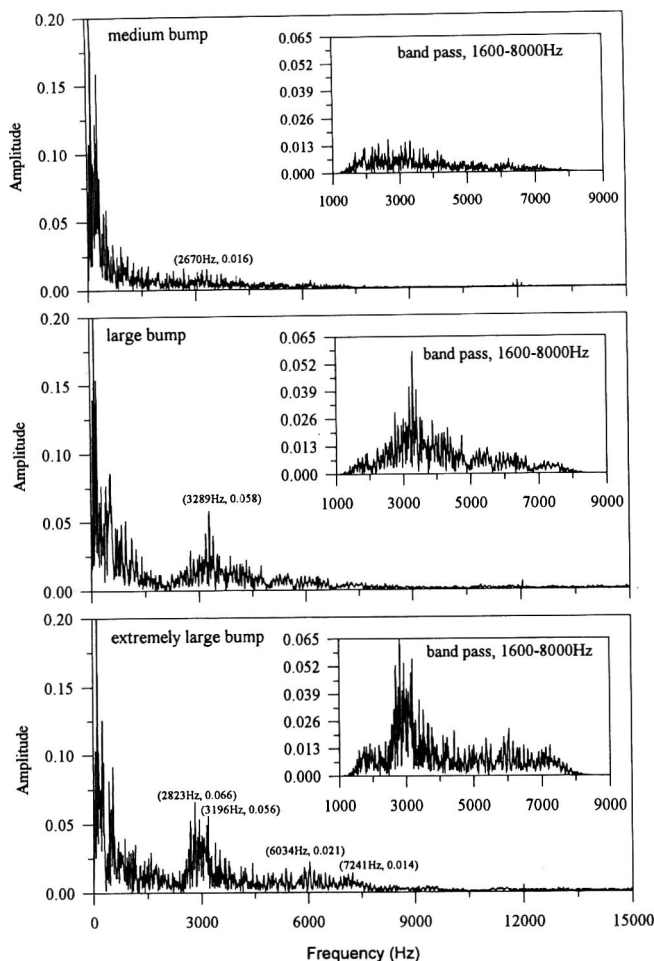 0.20
medium bump
0.15
0.10
0.05
0.00
Amplitude
(2670Hz, 0.016)
band pass, 1600-8000Hz
0.065
0.052
0.039
0.026
0.013
0.000
1000 3000 5000 7000 9000
0.20
large bump
0.15
0.10
0.05
0.00
Amplitude
(3289Hz, 0.058)
band pass, 1600-8000Hz
0.065
0.052
0.039
0.026
0.013
0.000
1000 3000 5000 7000 9000
0.20
extremely large bump
0.15
0.10
0.05
0.00
Amplitude
(2823Hz, 0.066)
(3196Hz, 0.056)
(6034Hz, 0.021)
(7241Hz, 0.014)
band pass, 1600-8000Hz
0.065
0.052
0.039
0.026
0.013
0.000
1000 3000 5000 7000 9000
0 3000 6000 9000 12000 15000
Frequency (Hz)